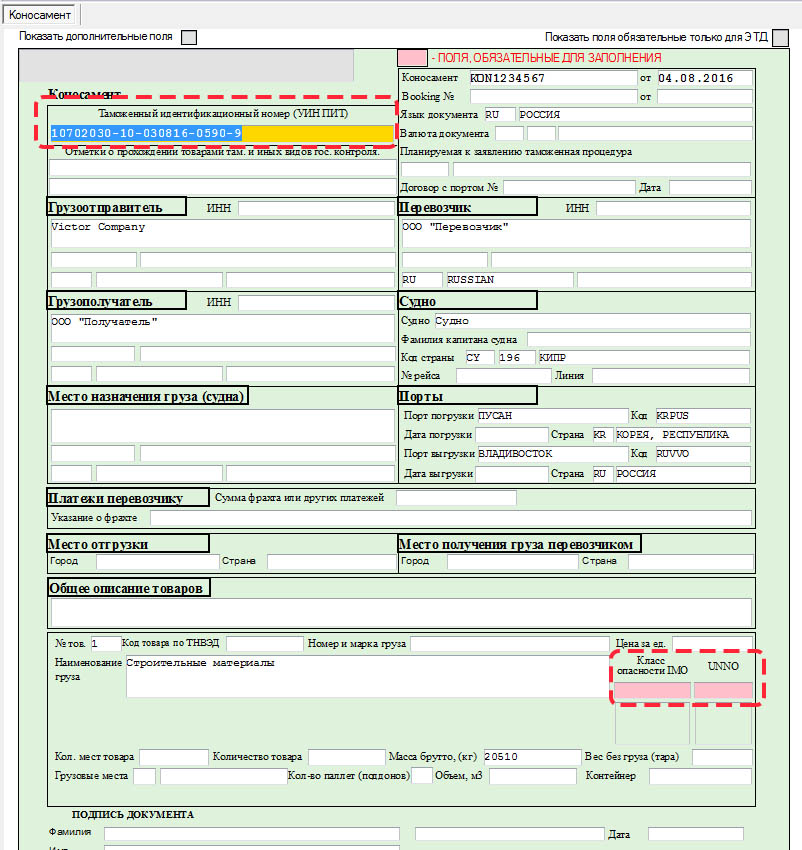 Коносамент
Показать дополнительные поля
Показать поля обязательные только для ЭТД
- ПОЛЯ, ОБЯЗАТЕЛЬНЫЕ ДЛЯ ЗАПОЛНЕНИЯ
Коносамент
Коносамент KON1234567 от 04.08.2016
Booking № от
Таможенный идентификационный номер (УИН ПИТ)
10702030-10-030816-0590-9
Язык документа RU РОССИЯ
Валюта документа
Отметки о прохождении товарами там. и иных видов гос. контроля.
Планируемая к заявлению таможенная процедура
Договор с портом № Дата
Грузоотправитель ИНН
Victor Company
Перевозчик ИНН
ООО "Перевозчик"
RU RUSSIAN
Грузополучатель ИНН
ООО "Получатель"
Судно
Судно Судно
Фамилия капитана судна
Код страны CY 196 КИПР
№ рейса Линия
Место назначения груза (судна)
Порты
Порт погрузки ПУСАН Код KRPUS
Дата погрузки Страна KR КОРЕЯ, РЕСПУБЛИКА
Порт выгрузки ВЛАДИВОСТОК Код RUVVO
Дата выгрузки Страна RU РОССИЯ
Платежи перевозчику Сумма фрахта или других платежей
Указание о фрахте
Место отгрузки
Город Страна
Место получения груза перевозчиком
Город Страна
Общее описание товаров
№ тов. 1 Код товара по ТНВЭД Номер и марка груза Цена за ед.
Наименование груза Строительные материалы
Класс опасности IMO UNNO
Кол. мест товара Количество товара Масса брутто, (кг) 20510 Вес без груза (тара)
Грузовые места Кол-во паллет (поддонов) Объем, м3 Контейнер
ПОДПИСЬ ДОКУМЕНТА
Фамилия Дата